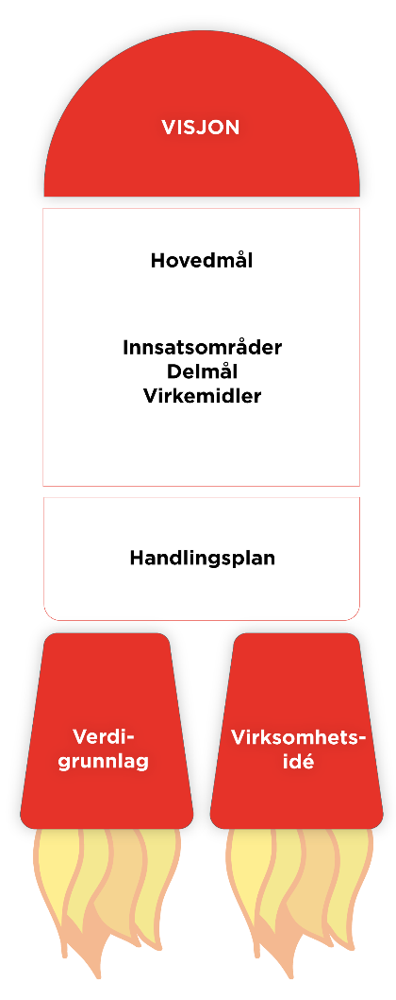 VISJON
Hovedmål
Innsatsområder
Delmål
Virkemidler
Handlingsplan
Verdi-
grunnlag
Virksomhets-
idé